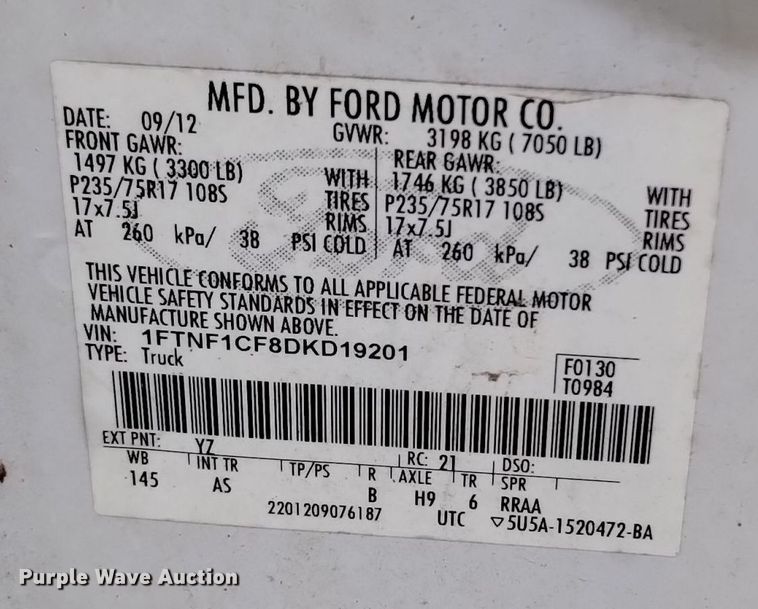 MFD. BY FORD MOTOR CO.
DATE: 09/12 GVWR: 3198 KG ( 7050 LB)
FRONT GAWR: REAR GAWR:
1497 KG ( 3300 LB) WITH 1746 KG ( 3850 LB) WITH
P235/75R17 108S TIRES P235/75R17 108S TIRES
17x7.5J RIMS 17x7.5J RIMS
AT 260 kPa/ 38 PSI COLD AT 260 kPa/ 38 PSI COLD
THIS VEHICLE CONFORMS TO ALL APPLICABLE FEDERAL MOTOR
VEHICLE SAFETY STANDARDS IN EFFECT ON THE DATE OF
MANUFACTURE SHOWN ABOVE.
VIN: 1FTNF1CF8DKD19201
TYPE: Truck
F0130
T0984
EXT PNT: YZ RC: 21 DSO:
WB INT TR TP/PS R AXLE TR SPR
145 AS B H9 6 RRAA
2201209076187 UTC ▽5U5A-1520472-BA
Ford
Purple Wave Auction